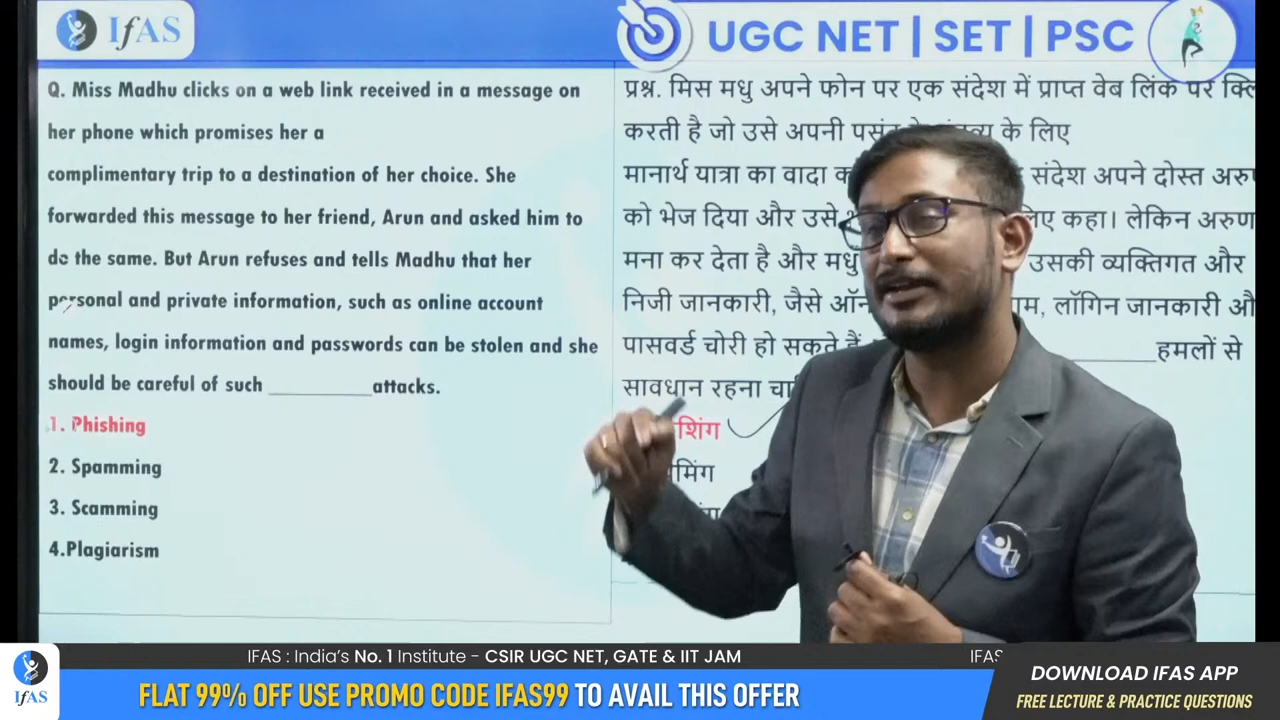 IfAS
UGC NET | SET | PSC
Q. Miss Madhu clicks on a web link received in a message on
her phone which promises her a
complimentary trip to a destination of her choice. She
forwarded this message to her friend, Arun and asked him to
do the same. But Arun refuses and tells Madhu that her
personal and private information, such as online account
names, login information and passwords can be stolen and she
should be careful of such __________attacks.
1. Phishing
2. Spamming
3. Scamming
4.Plagiarism
प्रश्न. मिस मधु अपने फोन पर एक संदेश में प्राप्त वेब लिंक पर
करती है जो उसे अपनी के लिए
मानार्थ यात्रा का वादा संदेश अपने दोस्त
को भेज दिया और उसे लिए कहा। लेकिन अरुण
मना कर देता है और उसकी व्यक्तिगत और
निजी जानकारी, जैसे लॉगिन जानकारी
पासवर्ड चोरी हो सकते हैं हमलों से
सावधान रहना
IFAS : India's No. 1 Institute - CSIR UGC NET, GATE & IIT JAM
IFAS
IfAS
FLAT 99% OFF USE PROMO CODE IFAS99 TO AVAIL THIS OFFER
DOWNLOAD IFAS APP
FREE LECTURE & PRACTICE QUESTIONS